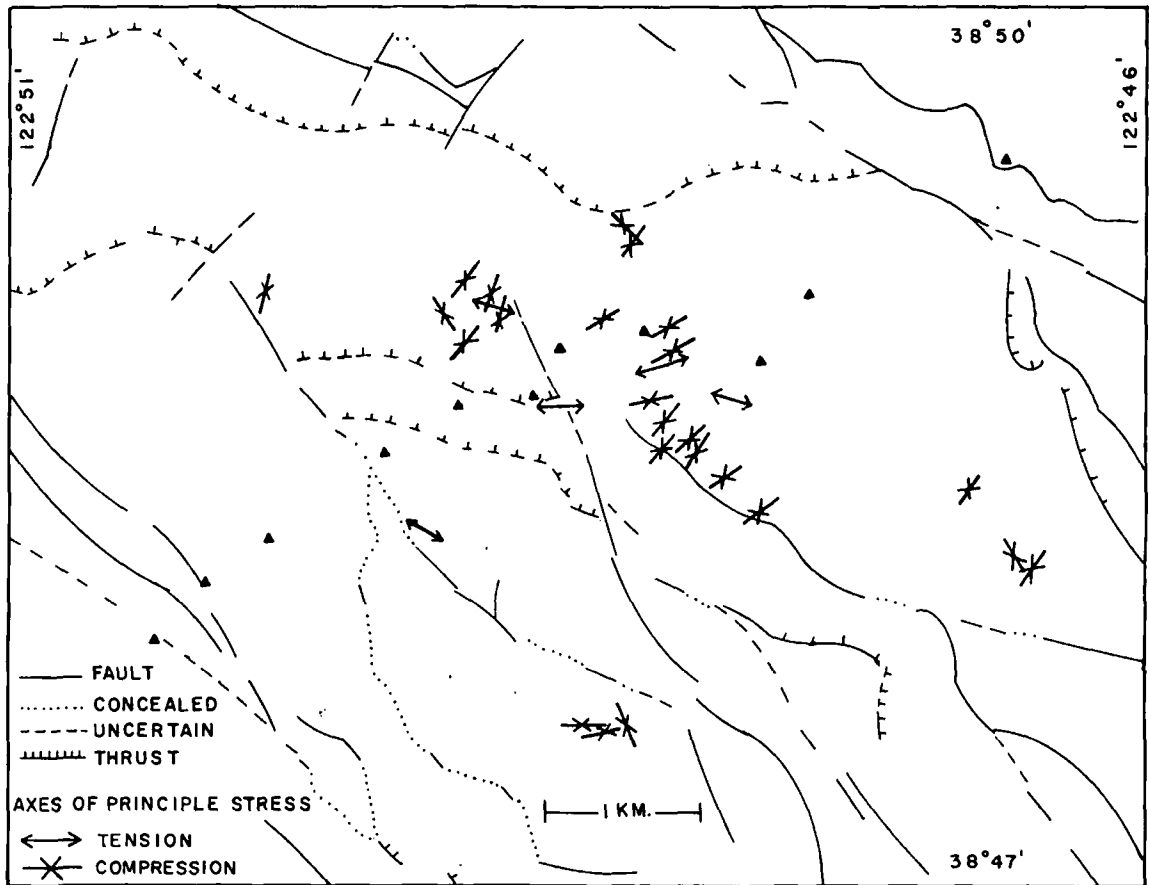 38°50'
122°51'
122°46'
FAULT
CONCEALED
UNCERTAIN
THRUST
AXES OF PRINCIPLE STRESS
TENSION
COMPRESSION
1 KM.
38°47'